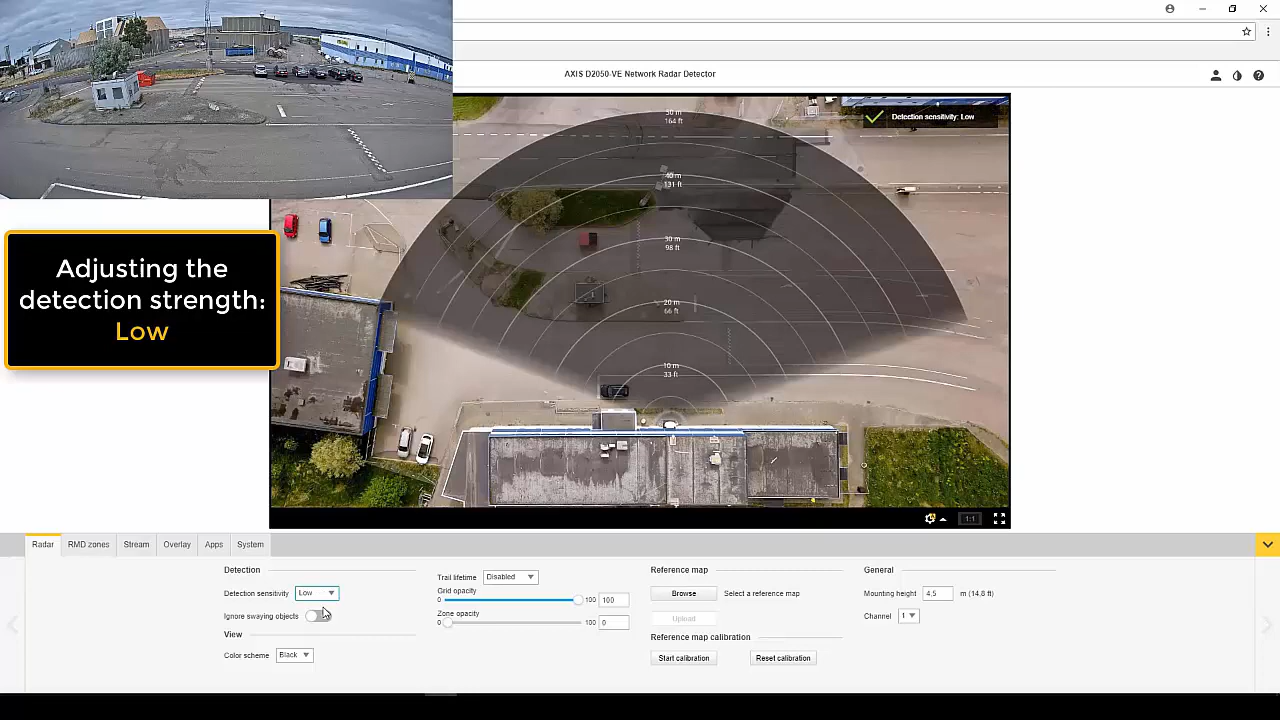 AXIS D2050-VE Network Radar Detector
50 m
164 ft
Detection sensitivity: Low
40 m
131 ft
30 m
98 ft
20 m
66 ft
10 m
33 ft
Adjusting the
detection strength:
Low
1:1
Radar
RMD zones
Stream
Overlay
Apps
System
Detection
Detection sensitivity
Low
Ignore swaying objects
View
Color scheme
Black
Trail lifetime
Disabled
Grid opacity
0
100
100
Zone opacity
0
100
0
Reference map
Browse
Select a reference map
Upload
Reference map calibration
Start calibration
Reset calibration
General
Mounting height
4,5
m (14.8 ft)
Channel
1